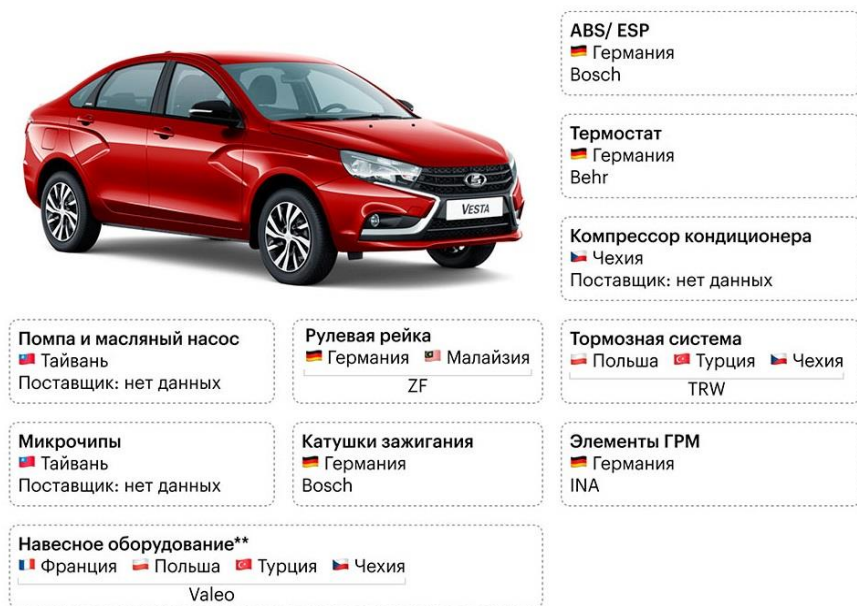 VESTA
ABS/ ESP
Германия
Bosch
Термостат
Германия
Behr
Компрессор кондиционера
Чехия
Поставщик: нет данных
Помпа и масляный насос
Тайвань
Поставщик: нет данных
Рулевая рейка
Германия Малайзия
ZF
Тормозная система
Польша Турция Чехия
TRW
Микрочипы
Тайвань
Поставщик: нет данных
Катушки зажигания
Германия
Bosch
Элементы ГРМ
Германия
INA
Навесное оборудование**
Франция Польша Турция Чехия
Valeo